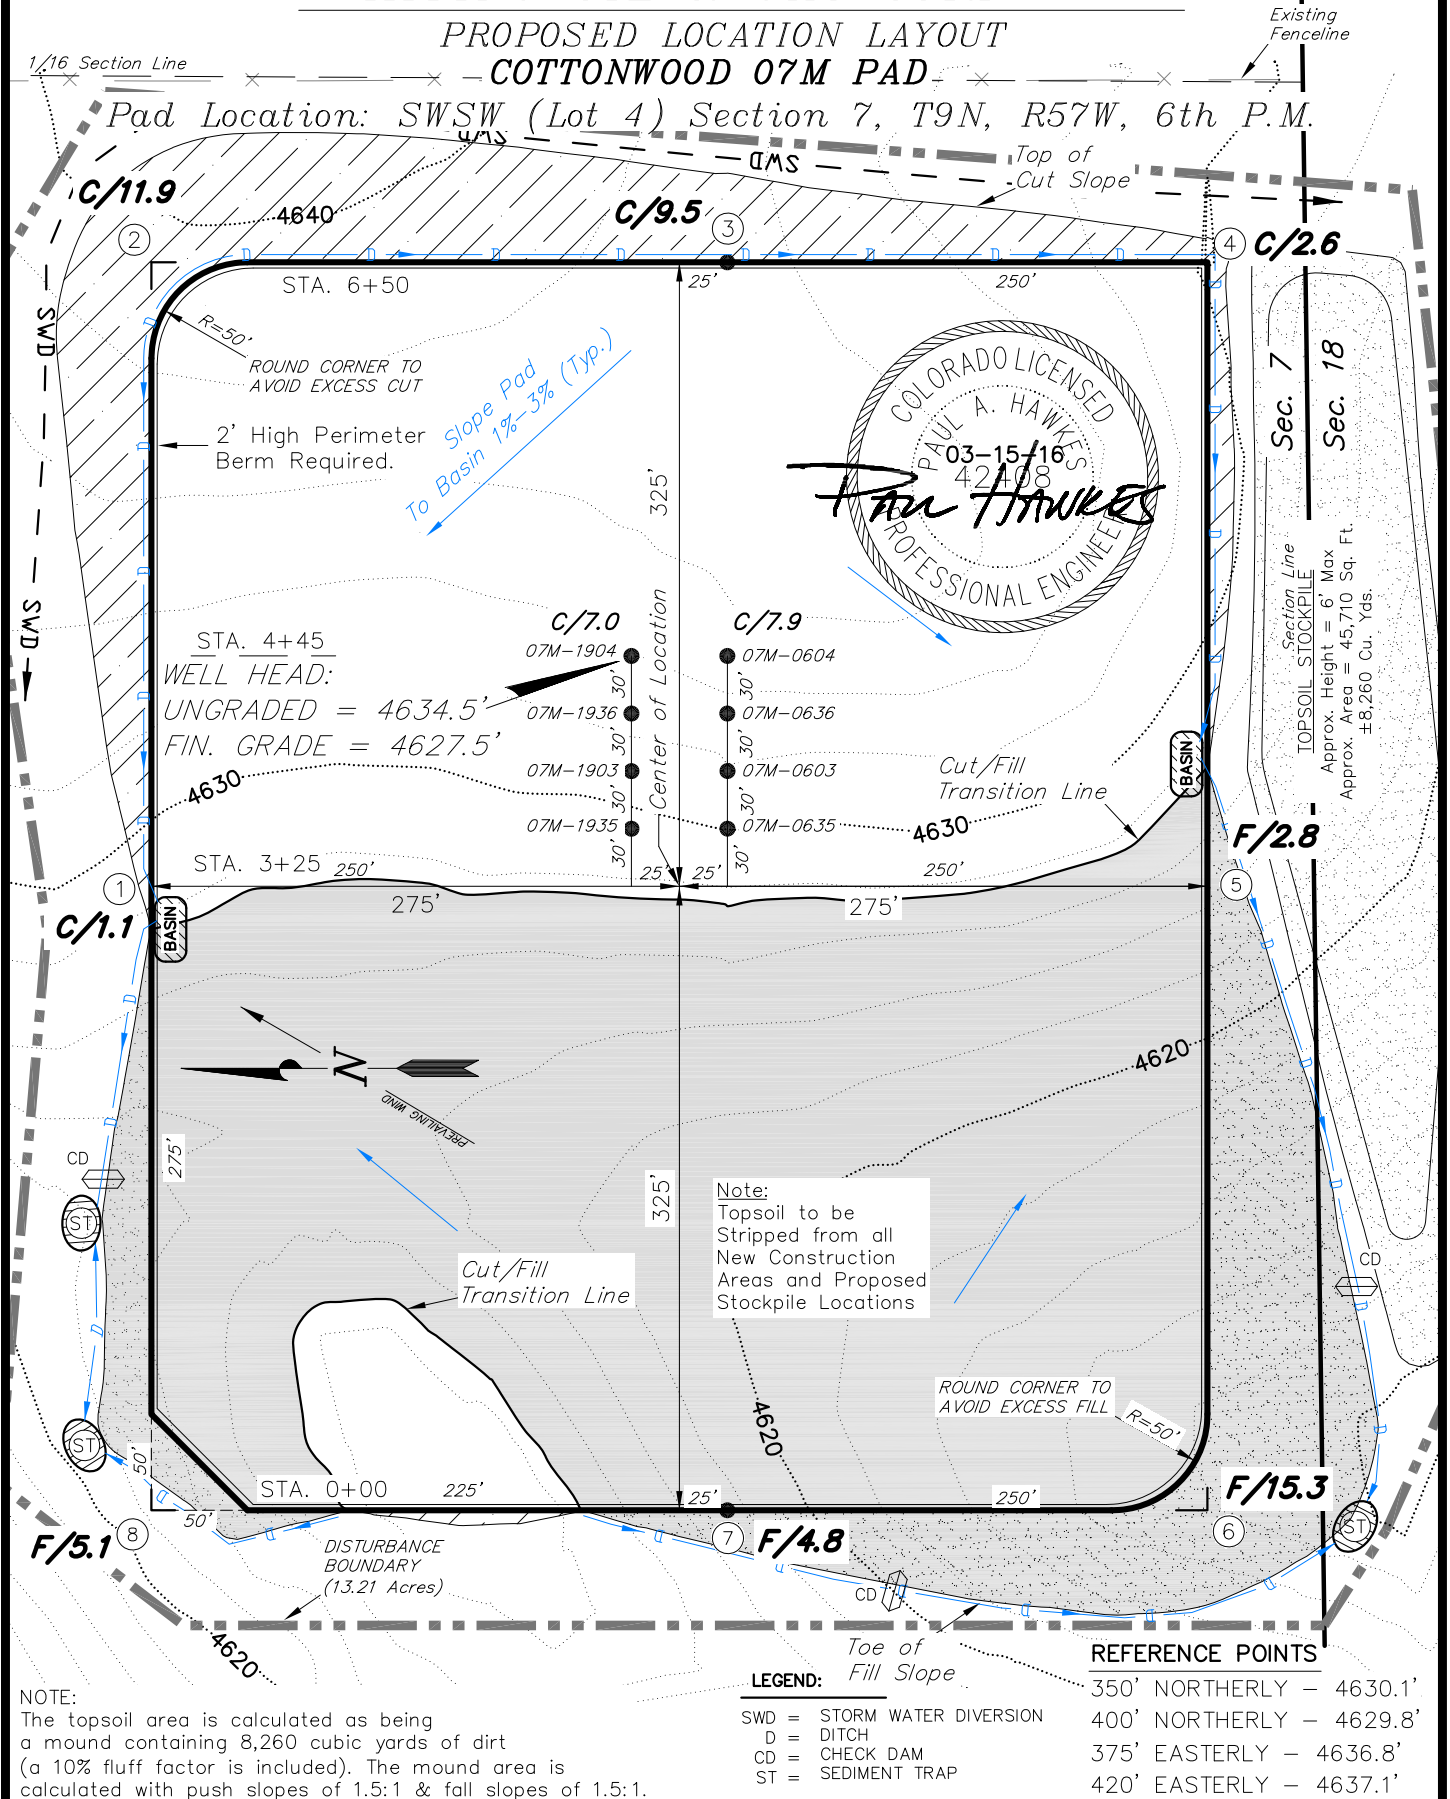 PROPOSED LOCATION LAYOUT
COTTONWOOD 07M PAD
Pad Location: SWSW (Lot 4) Section 7, T9N, R57W, 6th P.M.
1/16 Section Line
Existing
Fenceline
SWD
SWD
Top of
Cut Slope
C/11.9
4640
C/9.5
2
3
4
C/2.6
D D D D D D D D
STA. 6+50
25'
250'
R=50'
ROUND CORNER TO
AVOID EXCESS CUT
2' High Perimeter
Berm Required.
Slope Pad
1%-3% (Typ.)
To Basin
325'
COLORADO LICENSED
PAUL A. HAWKES
03-15-16
42408
PROFESSIONAL ENGINEER
PAUL HAWKES
SWD
SWD
Sec. 7
Sec. 18
Section Line
TOPSOIL STOCKPILE
Approx. Height = 6' Max
Approx. Area = 45,710 Sq. Ft.
±8,260 Cu. Yds.
STA. 4+45
WELL HEAD:
UNGRADED = 4634.5'
FIN. GRADE = 4627.5'
C/7.0
C/7.9
07M-1904
07M-0604
30'
30'
07M-1936
07M-0636
30'
30'
07M-1903
07M-0603
30'
30'
07M-1935
07M-0635
30'
30'
Center of Location
Cut/Fill
Transition Line
BASIN
4630
4630
F/2.8
STA. 3+25
250'
25'
25'
250'
1
5
275'
275'
C/1.1
BASIN
N
PREVAILING WIND
4620
CD
275'
ST
325'
Note:
Topsoil to be
Stripped from all
New Construction
Areas and Proposed
Stockpile Locations
CD
Cut/Fill
Transition Line
ST
50'
4620
ROUND CORNER TO
AVOID EXCESS FILL
R=50'
STA. 0+00
225'
25'
250'
F/15.3
50'
F/5.1
8
7
F/4.8
6
ST
DISTURBANCE
BOUNDARY
(13.21 Acres)
CD
4620
Toe of
Fill Slope
NOTE:
The topsoil area is calculated as being
a mound containing 8,260 cubic yards of dirt
(a 10% fluff factor is included). The mound area is
calculated with push slopes of 1.5:1 & fall slopes of 1.5:1.
LEGEND:
SWD = STORM WATER DIVERSION
D = DITCH
CD = CHECK DAM
ST = SEDIMENT TRAP
REFERENCE POINTS
350' NORTHERLY - 4630.1'
400' NORTHERLY - 4629.8'
375' EASTERLY - 4636.8'
420' EASTERLY - 4637.1'